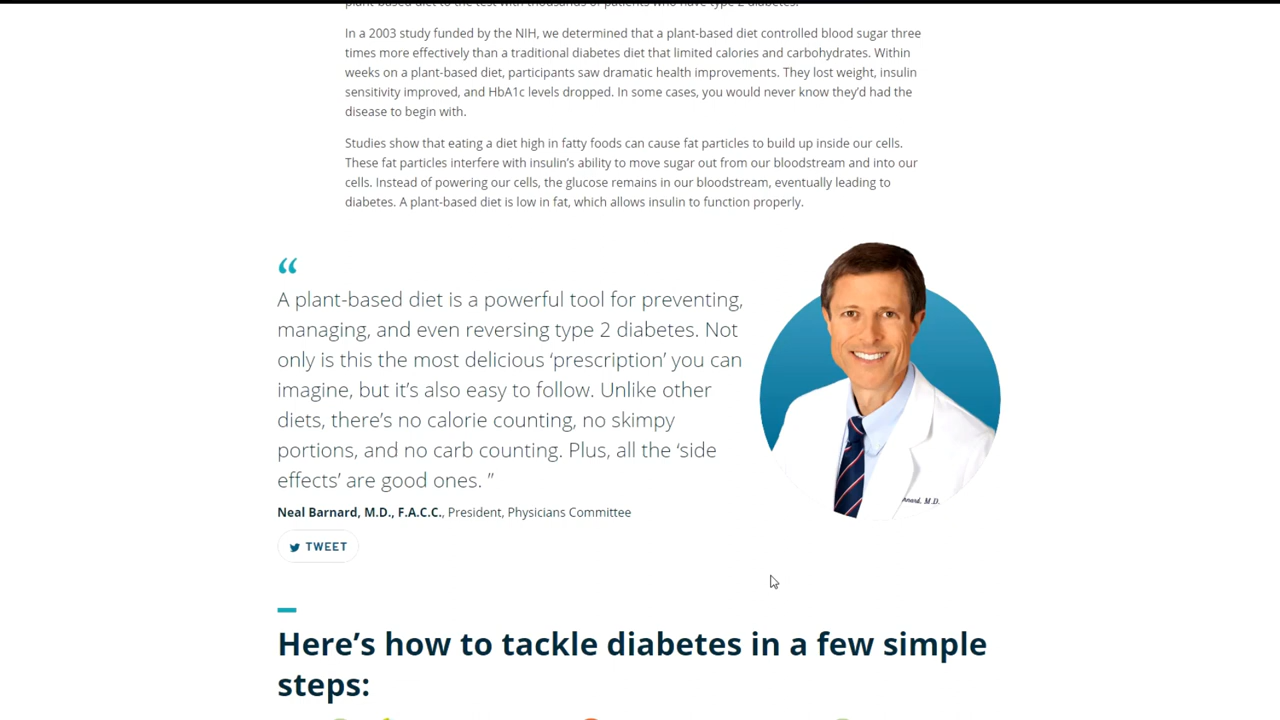 plant-based diet to the test with thousands of patients who have type 2 diabetes.
In a 2003 study funded by the NIH, we determined that a plant-based diet controlled blood sugar three
times more effectively than a traditional diabetes diet that limited calories and carbohydrates. Within
weeks on a plant-based diet, participants saw dramatic health improvements. They lost weight, insulin
sensitivity improved, and HbA1c levels dropped. In some cases, you would never know they’d had the
disease to begin with.
Studies show that eating a diet high in fatty foods can cause fat particles to build up inside our cells.
These fat particles interfere with insulin’s ability to move sugar out from our bloodstream and into our
cells. Instead of powering our cells, the glucose remains in our bloodstream, eventually leading to
diabetes. A plant-based diet is low in fat, which allows insulin to function properly.
“
A plant-based diet is a powerful tool for preventing,
managing, and even reversing type 2 diabetes. Not
only is this the most delicious ‘prescription’ you can
imagine, but it’s also easy to follow. Unlike other
diets, there’s no calorie counting, no skimpy
portions, and no carb counting. Plus, all the ‘side
effects’ are good ones. ”
Neal Barnard, M.D., F.A.C.C., President, Physicians Committee
TWEET
nard, M.D.
Here’s how to tackle diabetes in a few simple
steps: